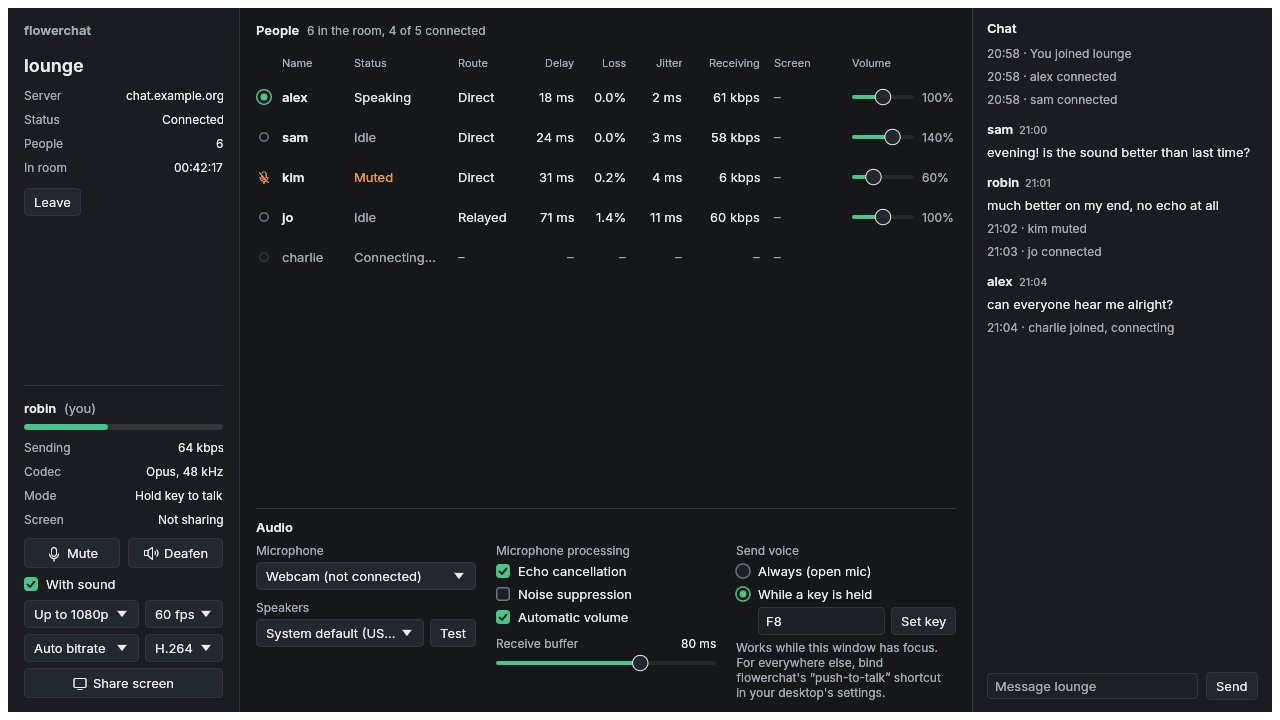 flowerchat
lounge
Server chat.example.org
Status Connected
People 6
In room 00:42:17
Leave
robin (you)
Sending 64 kbps
Codec Opus, 48 kHz
Mode Hold key to talk
Screen Not sharing
Mute Deafen
With sound
Up to 1080p 60 fps
Auto bitrate H.264
Share screen
People 6 in the room, 4 of 5 connected
Name Status Route Delay Loss Jitter Receiving Screen Volume
alex Speaking Direct 18 ms 0.0% 2 ms 61 kbps – 100%
sam Idle Direct 24 ms 0.0% 3 ms 58 kbps – 140%
kim Muted Direct 31 ms 0.2% 4 ms 6 kbps – 60%
jo Idle Relayed 71 ms 1.4% 11 ms 60 kbps – 100%
charlie Connecting... – – – – – –
Audio
Microphone
Webcam (not connected)
Speakers
System default (US... Test
Microphone processing
Echo cancellation
Noise suppression
Automatic volume
Receive buffer 80 ms
Send voice
Always (open mic)
While a key is held
F8 Set key
Works while this window has focus.
For everywhere else, bind
flowerchat's “push-to-talk” shortcut
in your desktop's settings.
Chat
20:58 · You joined lounge
20:58 · alex connected
20:58 · sam connected
sam 21:00
evening! is the sound better than last time?
robin 21:01
much better on my end, no echo at all
21:02 · kim muted
21:03 · jo connected
alex 21:04
can everyone hear me alright?
21:04 · charlie joined, connecting
Message lounge Send